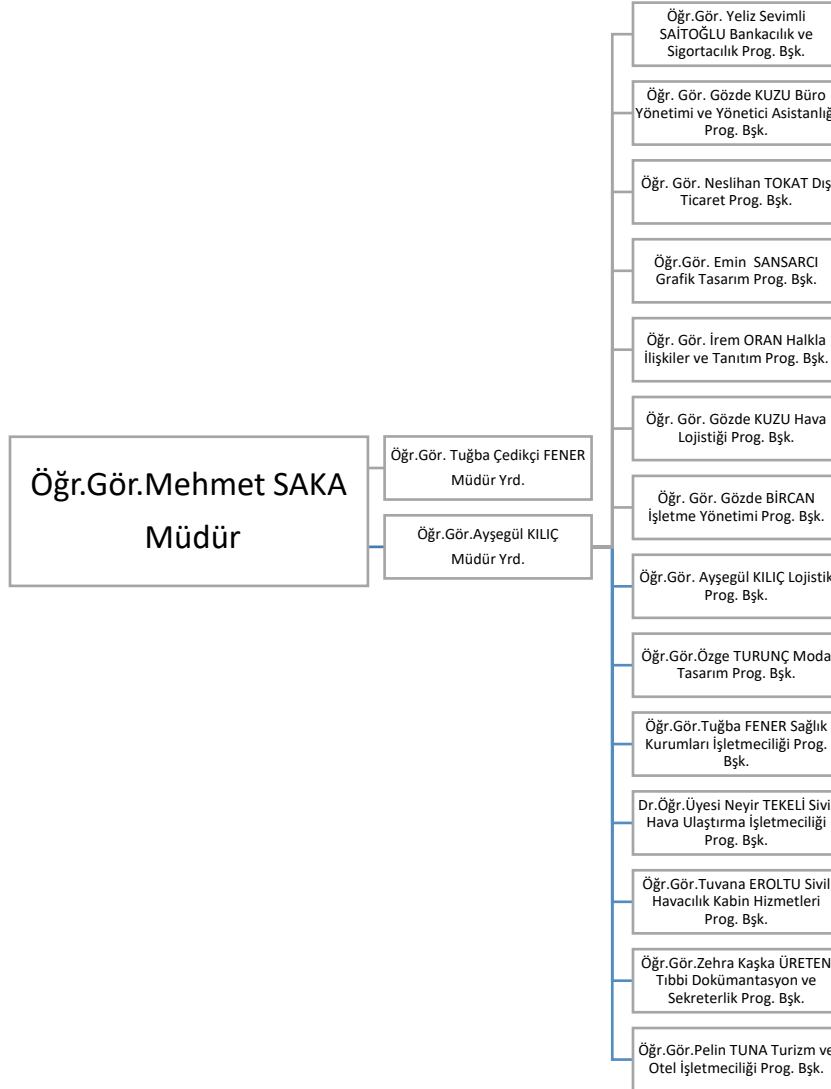 Öğr.Gör.Mehmet SAKA
Müdür
Öğr.Gör. Tuğba Çedikçi FENER
Müdür Yrd.
Öğr.Gör.Ayşegül KILIÇ
Müdür Yrd.
Öğr.Gör. Yeliz Sevimli
SAİTOĞLU Bankacılık ve
Sigortacılık Prog. Bşk.
Öğr. Gör. Gözde KUZU Büro
Yönetimi ve Yönetici Asistanlığ
Prog. Bşk.
Öğr. Gör. Neslihan TOKAT Dış
Ticaret Prog. Bşk.
Öğr.Gör. Emin SANSARCI
Grafik Tasarım Prog. Bşk.
Öğr. Gör. İrem ORAN Halkla
İlişkiler ve Tanıtım Prog. Bşk.
Öğr. Gör. Gözde KUZU Hava
Lojistiği Prog. Bşk.
Öğr. Gör. Gözde BİRCAN
İşletme Yönetimi Prog. Bşk.
Öğr.Gör. Ayşegül KILIÇ Lojistik
Prog. Bşk.
Öğr.Gör.Özge TURUNÇ Moda
Tasarım Prog. Bşk.
Öğr.Gör.Tuğba FENER Sağlık
Kurumları İşletmeciliği Prog.
Bşk.
Dr.Öğr.Üyesi Neyir TEKELİ Sivi
Hava Ulaştırma İşletmeciliği
Prog. Bşk.
Öğr.Gör.Tuvana EROLTU Sivil
Havacılık Kabin Hizmetleri
Prog. Bşk.
Öğr.Gör.Zehra Kaşka ÜRETEN
Tıbbi Dokümantasyon ve
Sekreterlik Prog. Bşk.
Öğr.Gör.Pelin TUNA Turizm ve
Otel İşletmeciliği Prog. Bşk.